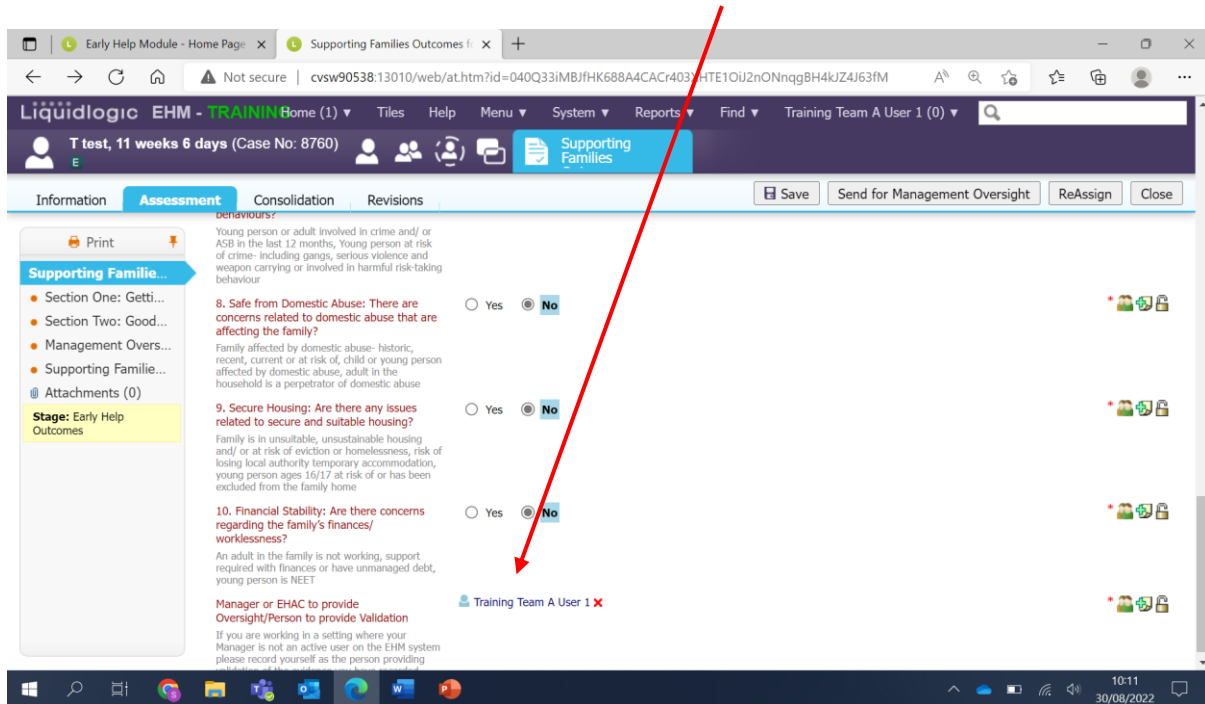 Early Help Module - Home Page
Supporting Families Outcomes fo
Not secure | cvsw90538:13010/web/
Liquidlogic EHM - TRAINING Home (1) ▾ Tiles Help Menu ▾ System ▾ Reports ▾ Find ▾ Training Team A User 1 (0) ▾
T test, 11 weeks 6 days (Case No: 8760)
E
Supporting
Families
Information Assessment Consolidation Revisions
Save Send for Management Oversight ReAssign Close
Print
Supporting Familie...
Section One: Getti...
Section Two: Good...
Management Overs...
Supporting Familie...
Attachments (0)
Stage: Early Help
Outcomes
behaviours?
Young person or adult involved in crime and/ or
ASB in the last 12 months, Young person at risk
of crime- including gangs, serious violence and
weapon carrying or involved in harmful risk-taking
behaviour
8. Safe from Domestic Abuse: There are
concerns related to domestic abuse that are
affecting the family?
Yes No
Family affected by domestic abuse- historic,
recent, current or at risk of, child or young person
affected by domestic abuse, adult in the
household is a perpetrator of domestic abuse
9. Secure Housing: Are there any issues
related to secure and suitable housing?
Yes No
Family is in unsuitable, unsustainable housing
and/ or at risk of eviction or homelessness, risk of
losing local authority temporary accommodation,
young person ages 16/17 at risk of or has been
excluded from the family home
10. Financial Stability: Are there concerns
regarding the family's finances/
worklessness?
Yes No
An adult in the family is not working, support
required with finances or have unmanaged debt,
young person is NEET
Manager or EHAC to provide
Oversight/Person to provide Validation
Training Team A User 1
If you are working in a setting where your
Manager is not an active user on the EHM system
please record yourself as the person providing
validation of the evidence you have recorded
10:11
30/08/2022